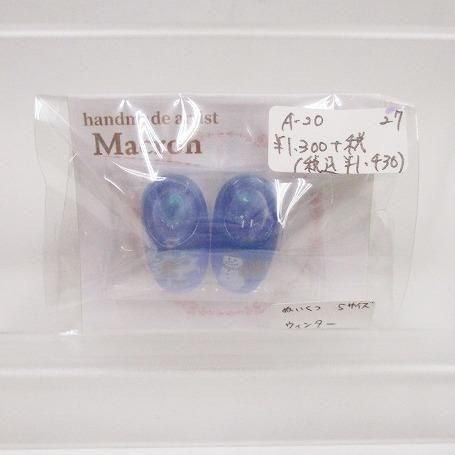 handmade artist
Macron
A-20 27
¥1.300+税
(税込¥1.430)
ぬいくつ Sサイズ
ウィンター